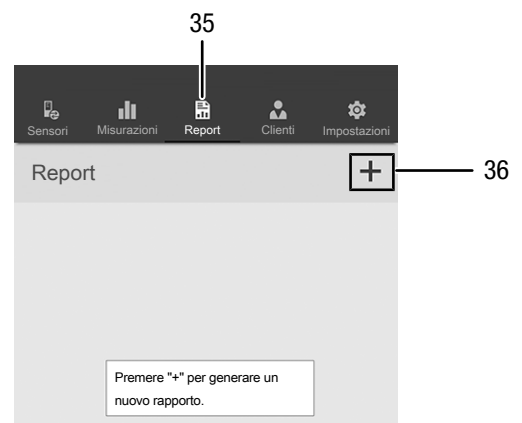 35
Sensori Misurazioni Report Clienti Impostazioni
Report +
36
Premere "+" per generare un
nuovo rapporto.